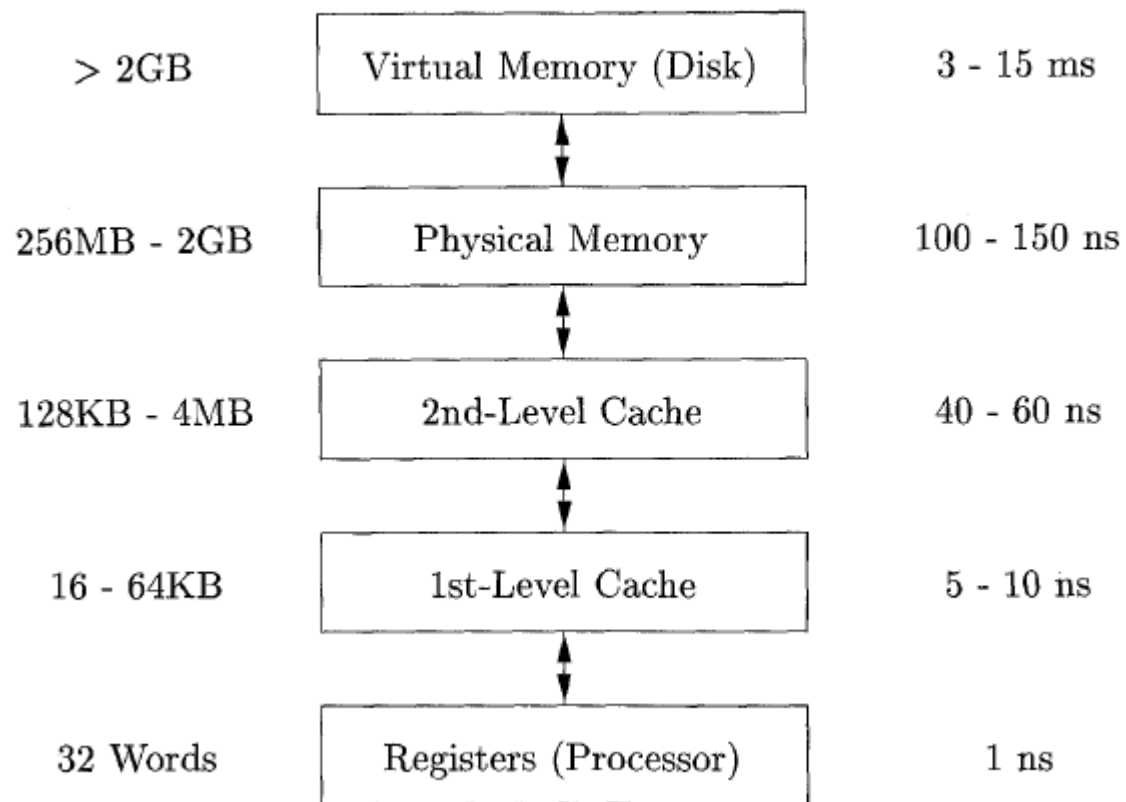 > 2GB Virtual Memory (Disk) 3 - 15 ms
256MB - 2GB Physical Memory 100 - 150 ns
128KB - 4MB 2nd-Level Cache 40 - 60 ns
16 - 64KB 1st-Level Cache 5 - 10 ns
32 Words Registers (Processor) 1 ns